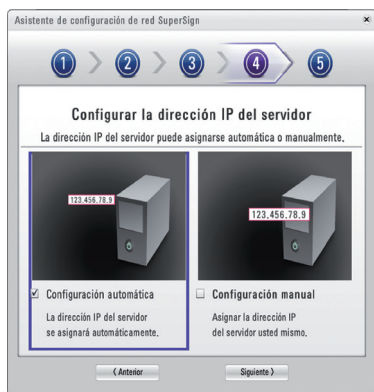 Asistente de configuración de red SuperSign
1 > 2 > 3 > 4 5
Configurar la dirección IP del servidor
La dirección IP del servidor puede asignarse automática o manualmente.
123.456.78.9
123.456.78.9
Configuración automática
La dirección IP del servidor
se asignará automáticamente.
Configuración manual
Asignar la dirección IP
del servidor usted mismo.
< Anterior
Siguiente >